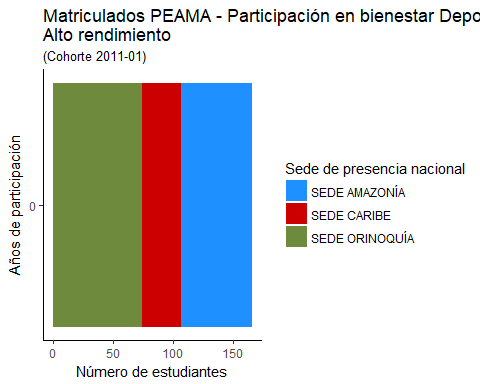 Matriculados PEAMA - Participación en bienestar Depo
Alto rendimiento
(Cohorte 2011-01)
Años de participación
0
0 50 100 150
Número de estudiantes
Sede de presencia nacional
SEDE AMAZONÍA
SEDE CARIBE
SEDE ORINOQUÍA